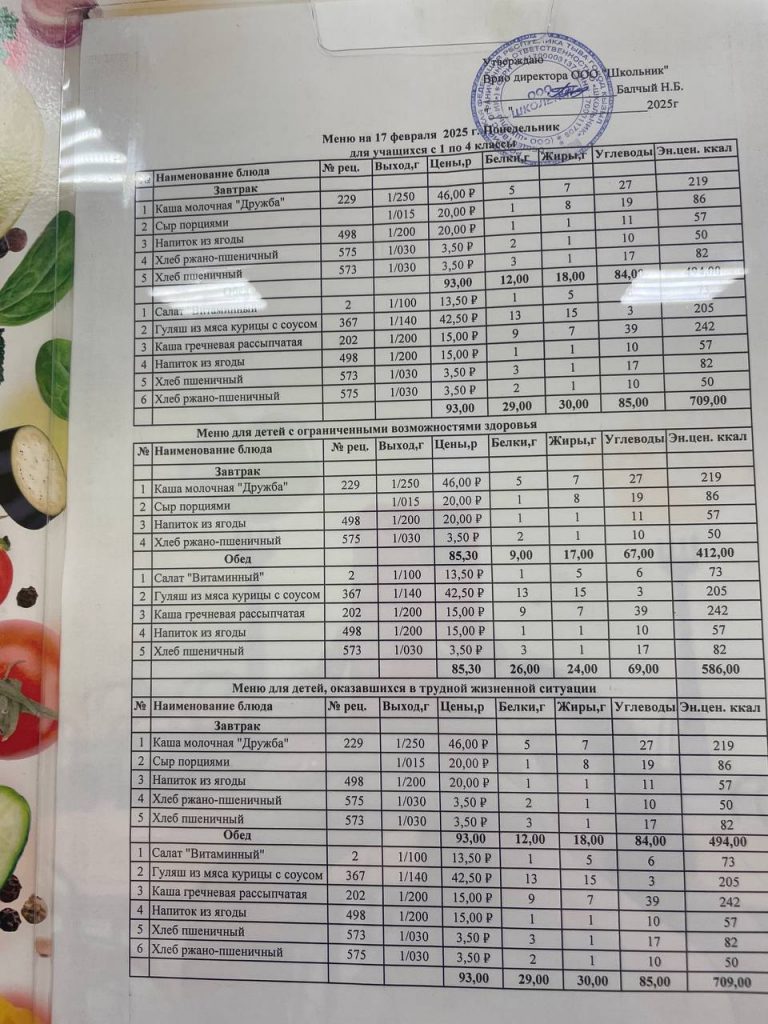 Утверждаю
Врио директора ООО "Школьник"
Балчый Н.Б.
2025г
Меню на 17 февраля 2025 г. Понедельник
для учащихся с 1 по 4 классы
№ Наименование блюда № рец. Выход,г Цены,р Белки,г Жиры,г Углеводы Эн.цен. ккал
Завтрак
1 Каша молочная "Дружба" 229 1/250 46,00 ₽ 5 7 27 219
2 Сыр порциями 1/015 20,00 ₽ 1 8 19 86
3 Напиток из ягоды 498 1/200 20,00 ₽ 1 1 11 57
4 Хлеб ржано-пшеничный 575 1/030 3,50 ₽ 2 1 10 50
5 Хлеб пшеничный 573 1/030 3,50 ₽ 3 1 17 82
93,00 12,00 18,00 84,00
1 Салат "Витаминный" 2 1/100 13,50 ₽ 1 5 73
2 Гуляш из мяса курицы с соусом 367 1/140 42,50 ₽ 13 15 3 205
3 Каша гречневая рассыпчатая 202 1/200 15,00 ₽ 9 7 39 242
4 Напиток из ягоды 498 1/200 15,00 ₽ 1 1 10 57
5 Хлеб пшеничный 573 1/030 3,50 ₽ 3 1 17 82
6 Хлеб ржано-пшеничный 575 1/030 3,50 ₽ 2 1 10 50
93,00 29,00 30,00 85,00 709,00
Меню для детей с ограниченными возможностями здоровья
№ Наименование блюда № рец. Выход,г Цены,р Белки,г Жиры,г Углеводы Эн.цен. ккал
Завтрак
1 Каша молочная "Дружба" 229 1/250 46,00 ₽ 5 7 27 219
2 Сыр порциями 1/015 20,00 ₽ 1 8 19 86
3 Напиток из ягоды 498 1/200 20,00 ₽ 1 1 11 57
4 Хлеб ржано-пшеничный 575 1/030 3,50 ₽ 2 1 10 50
Обед 85,30 9,00 17,00 67,00 412,00
1 Салат "Витаминный" 2 1/100 13,50 ₽ 1 5 6 73
2 Гуляш из мяса курицы с соусом 367 1/140 42,50 ₽ 13 15 3 205
3 Каша гречневая рассыпчатая 202 1/200 15,00 ₽ 9 7 39 242
4 Напиток из ягоды 498 1/200 15,00 ₽ 1 1 10 57
5 Хлеб пшеничный 573 1/030 3,50 ₽ 3 1 17 82
85,30 26,00 24,00 69,00 586,00
Меню для детей, оказавшихся в трудной жизненной ситуации
№ Наименование блюда № рец. Выход,г Цены,р Белки,г Жиры,г Углеводы Эн.цен. ккал
Завтрак
1 Каша молочная "Дружба" 229 1/250 46,00 ₽ 5 7 27 219
2 Сыр порциями 1/015 20,00 ₽ 1 8 19 86
3 Напиток из ягоды 498 1/200 20,00 ₽ 1 1 11 57
4 Хлеб ржано-пшеничный 575 1/030 3,50 ₽ 2 1 10 50
5 Хлеб пшеничный 573 1/030 3,50 ₽ 3 1 17 82
Обед 93,00 12,00 18,00 84,00 494,00
1 Салат "Витаминный" 2 1/100 13,50 ₽ 1 5 6 73
2 Гуляш из мяса курицы с соусом 367 1/140 42,50 ₽ 13 15 3 205
3 Каша гречневая рассыпчатая 202 1/200 15,00 ₽ 9 7 39 242
4 Напиток из ягоды 498 1/200 15,00 ₽ 1 1 10 57
5 Хлеб пшеничный 573 1/030 3,50 ₽ 3 1 17 82
6 Хлеб ржано-пшеничный 575 1/030 3,50 ₽ 2 1 10 50
93,00 29,00 30,00 85,00 709,00